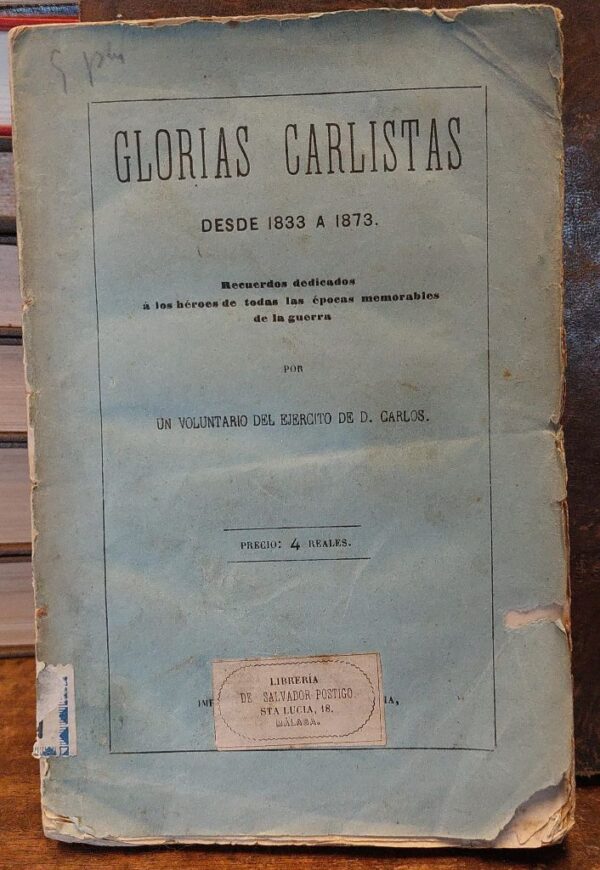 GLORIAS CARLISTAS
DESDE 1833 A 1873.
Recuerdos dedicados
á los héroes de todas las épocas memorables
de la guerra
POR
UN VOLUNTARIO DEL EJERCITO DE D. CARLOS.
PRECIO: 4 REALES.
LIBRERÍA
DE SALVADOR POSTIGO
STA LUCIA, 18.
MÁLAGA.